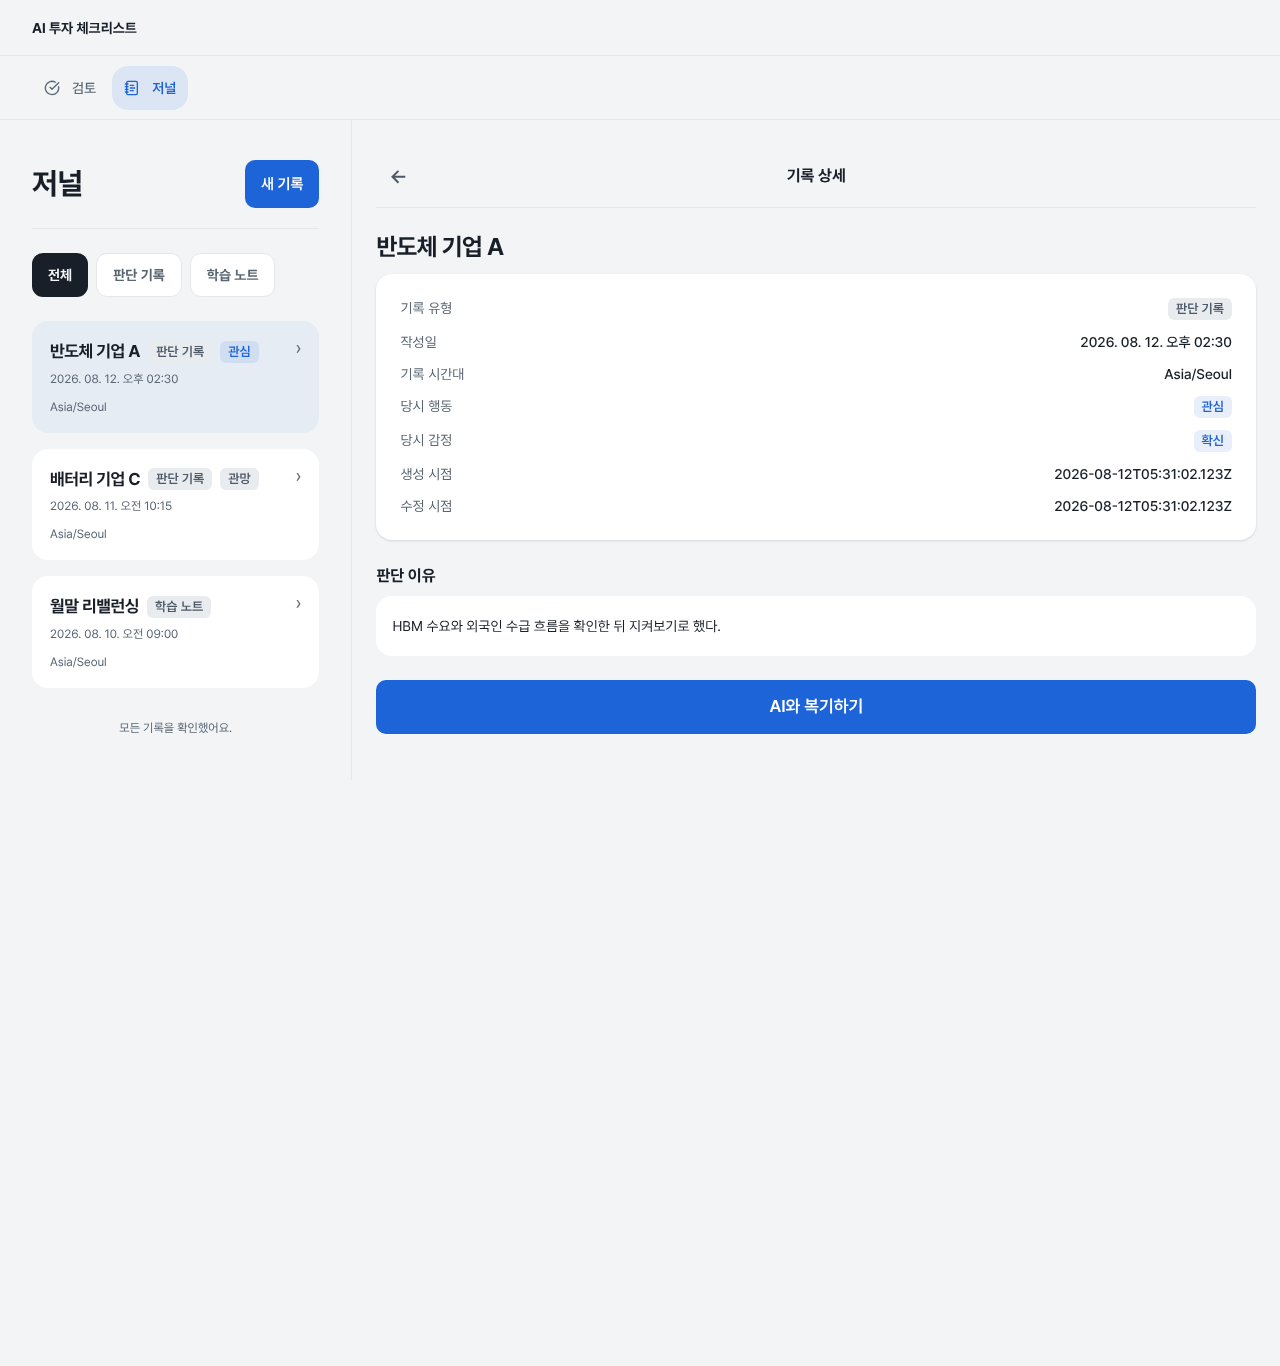 AI 투자 체크리스트
검토
저널
저널
새 기록
전체
판단 기록
학습 노트
반도체 기업 A 판단 기록 관심 ›
2026. 08. 12. 오후 02:30
Asia/Seoul
배터리 기업 C 판단 기록 관망 ›
2026. 08. 11. 오전 10:15
Asia/Seoul
월말 리밸런싱 학습 노트 ›
2026. 08. 10. 오전 09:00
Asia/Seoul
모든 기록을 확인했어요.
기록 상세
반도체 기업 A
기록 유형 판단 기록
작성일 2026. 08. 12. 오후 02:30
기록 시간대 Asia/Seoul
당시 행동 관심
당시 감정 확신
생성 시점 2026-08-12T05:31:02.123Z
수정 시점 2026-08-12T05:31:02.123Z
판단 이유
HBM 수요와 외국인 수급 흐름을 확인한 뒤 지켜보기로 했다.
AI와 복기하기